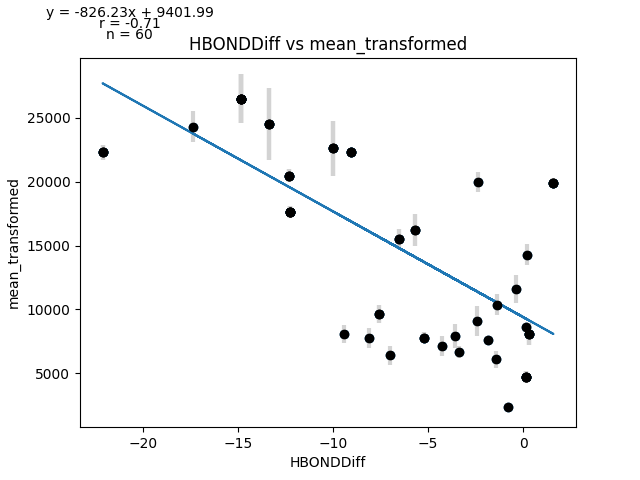 y = -826.23x + 9401.99
r = -0.71
n = 60
HBONDDiff vs mean_transformed
mean_transformed
25000
20000
15000
10000
5000
−20
−15
−10
−5
0
HBONDDiff